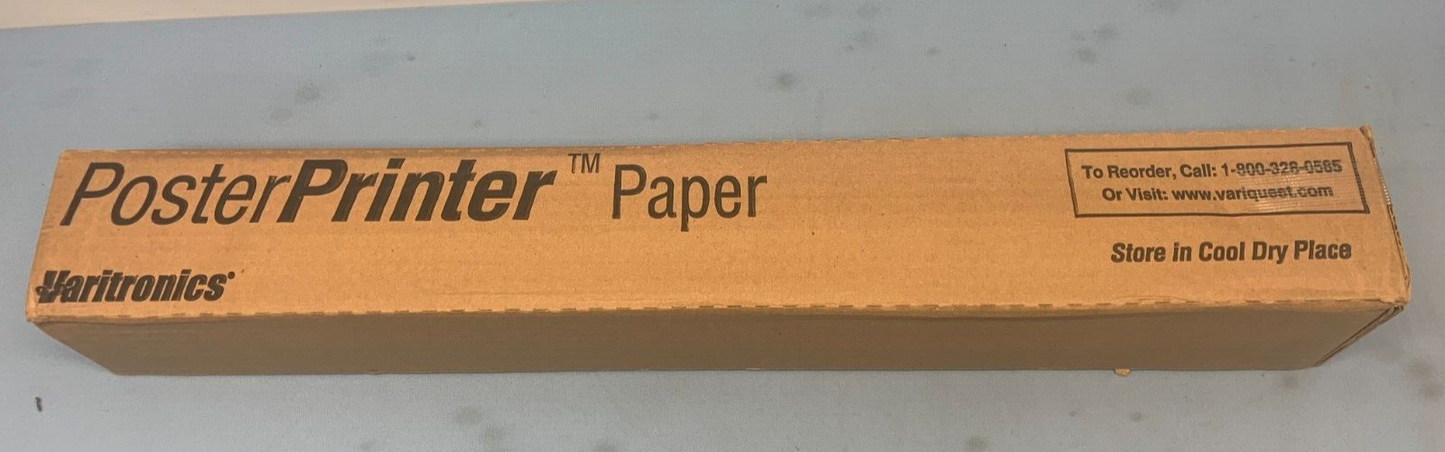 PosterPrinter™ Paper
Varitronics®
To Reorder, Call: 1-800-328-0585
Or Visit: www.variquest.com
Store in Cool Dry Place